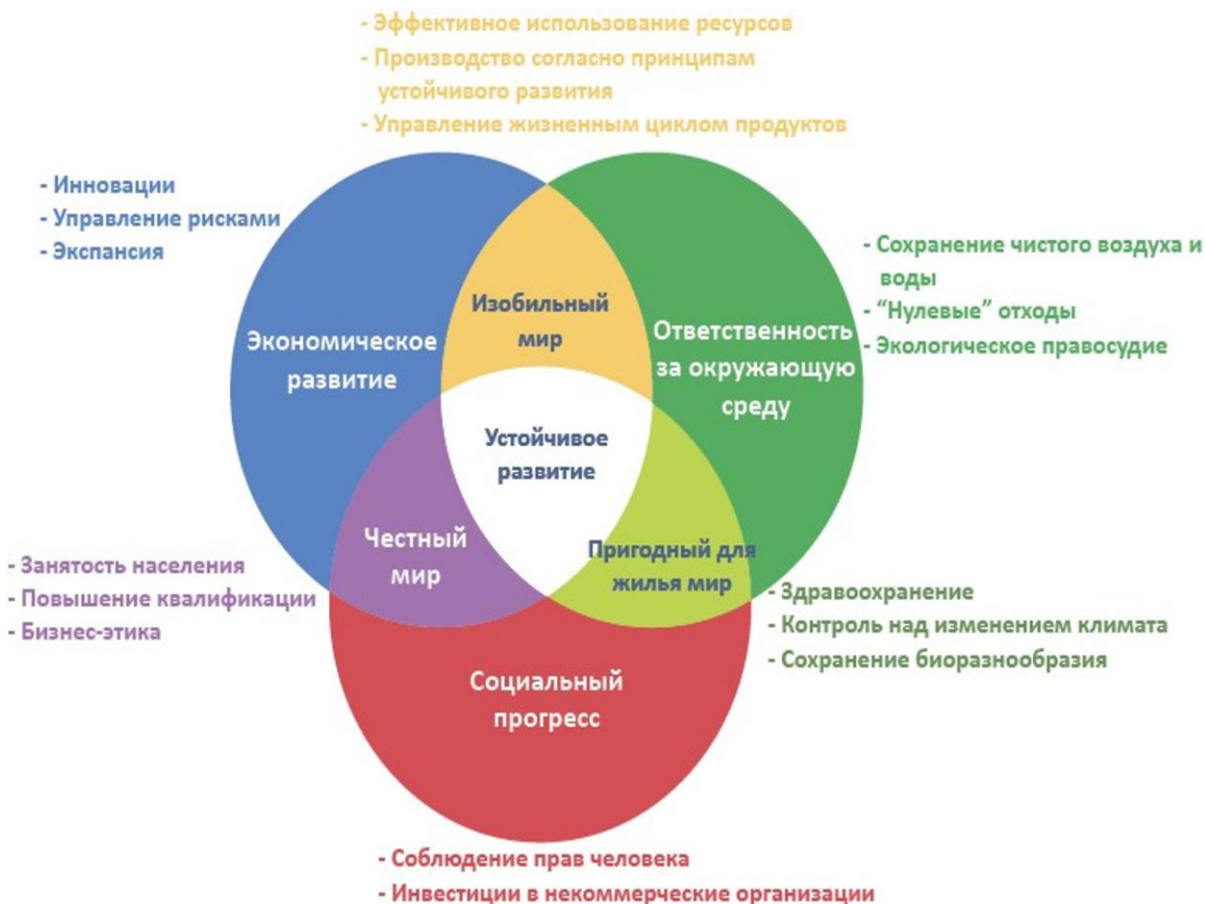 - Эффективное использование ресурсов
- Производство согласно принципам
устойчивого развития
- Управление жизненным циклом продуктов
- Инновации
- Управление рисками
- Экспансия
- Сохранение чистого воздуха и
воды
- “Нулевые” отходы
- Экологическое правосудие
Изобильный
мир
Экономическое
развитие
Ответственность
за окружающую
среду
Устойчивое
развитие
Честный
мир
Пригодный для
жилья мир
- Занятость населения
- Повышение квалификации
- Бизнес-этика
- Здравоохранение
- Контроль над изменением климата
- Сохранение биоразнообразия
Социальный
прогресс
- Соблюдение прав человека
- Инвестиции в некоммерческие организации